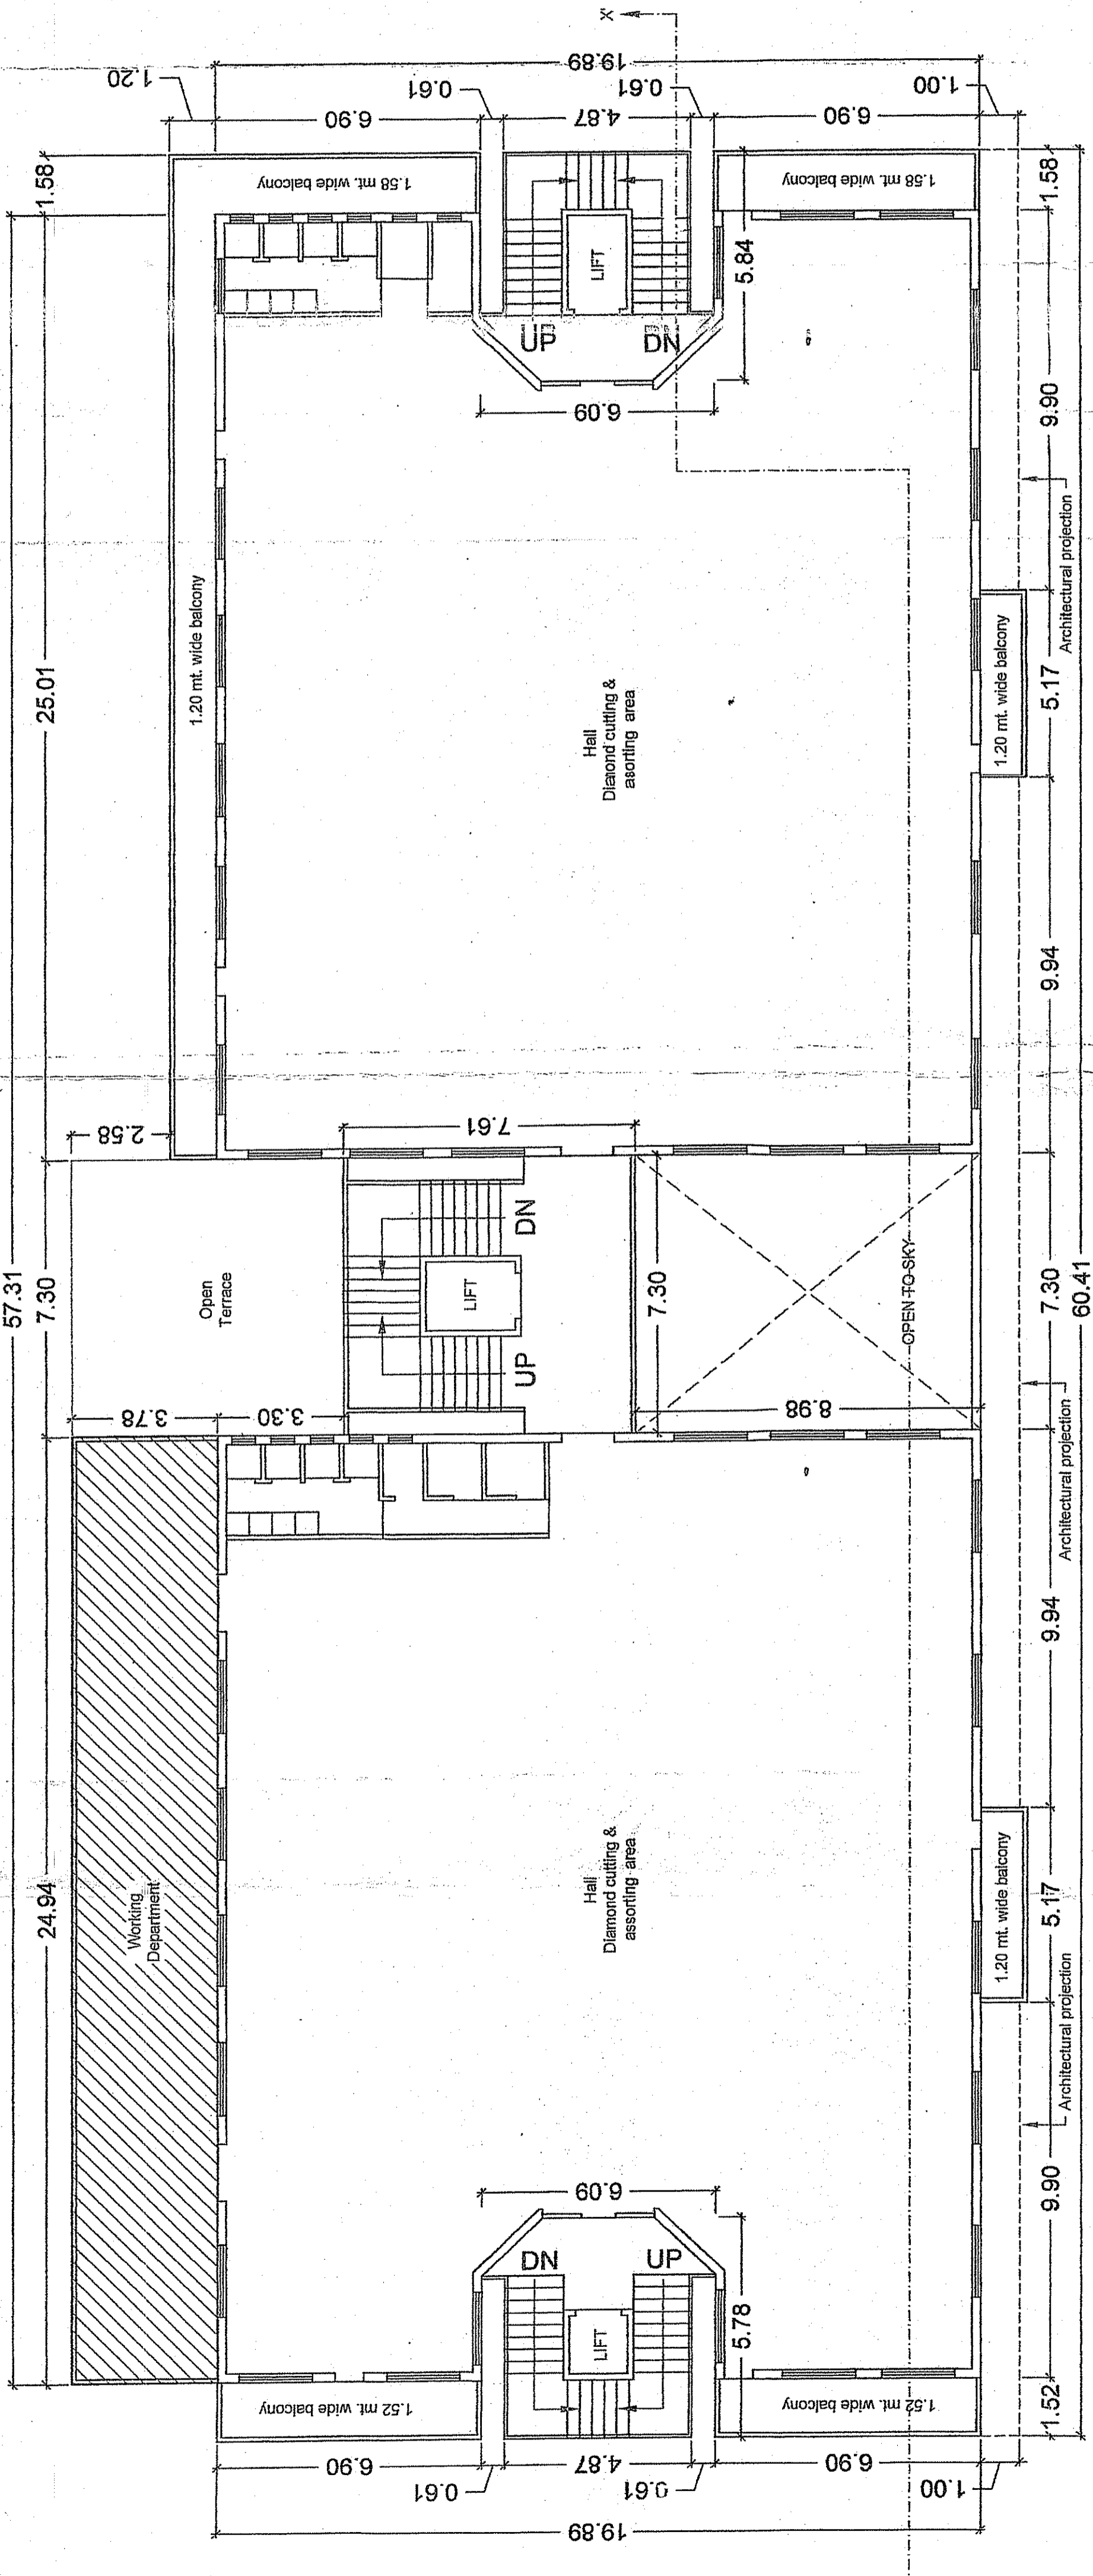 x
19.89
1.20
6.90
0.61
4.87
0.61
6.90
1.00
1.58
1.58 mt. wide balcony
1.58 mt. wide balcony
1.58
LIFT
UP
DN
5.84
6.09
25.01
1.20 mt. wide balcony
Hall
Diamond cutting &
asorting area
9.90
Architectural projection
1.20 mt. wide balcony
5.17
9.94
2.58
7.61
57.31
7.30
Open
Terrace
DN
LIFT
UP
7.30
OPEN TO SKY
7.30
60.41
Architectural projection
3.78
3.30
8.98
24.94
Working
Department
Hall
Diamond cutting &
assorting area
9.94
1.20 mt. wide balcony
5.17
Architectural projection
9.90
6.09
DN
UP
LIFT
5.78
1.52 mt. wide balcony
1.52 mt. wide balcony
1.52
6.90
0.61
4.87
0.61
6.90
1.00
19.89